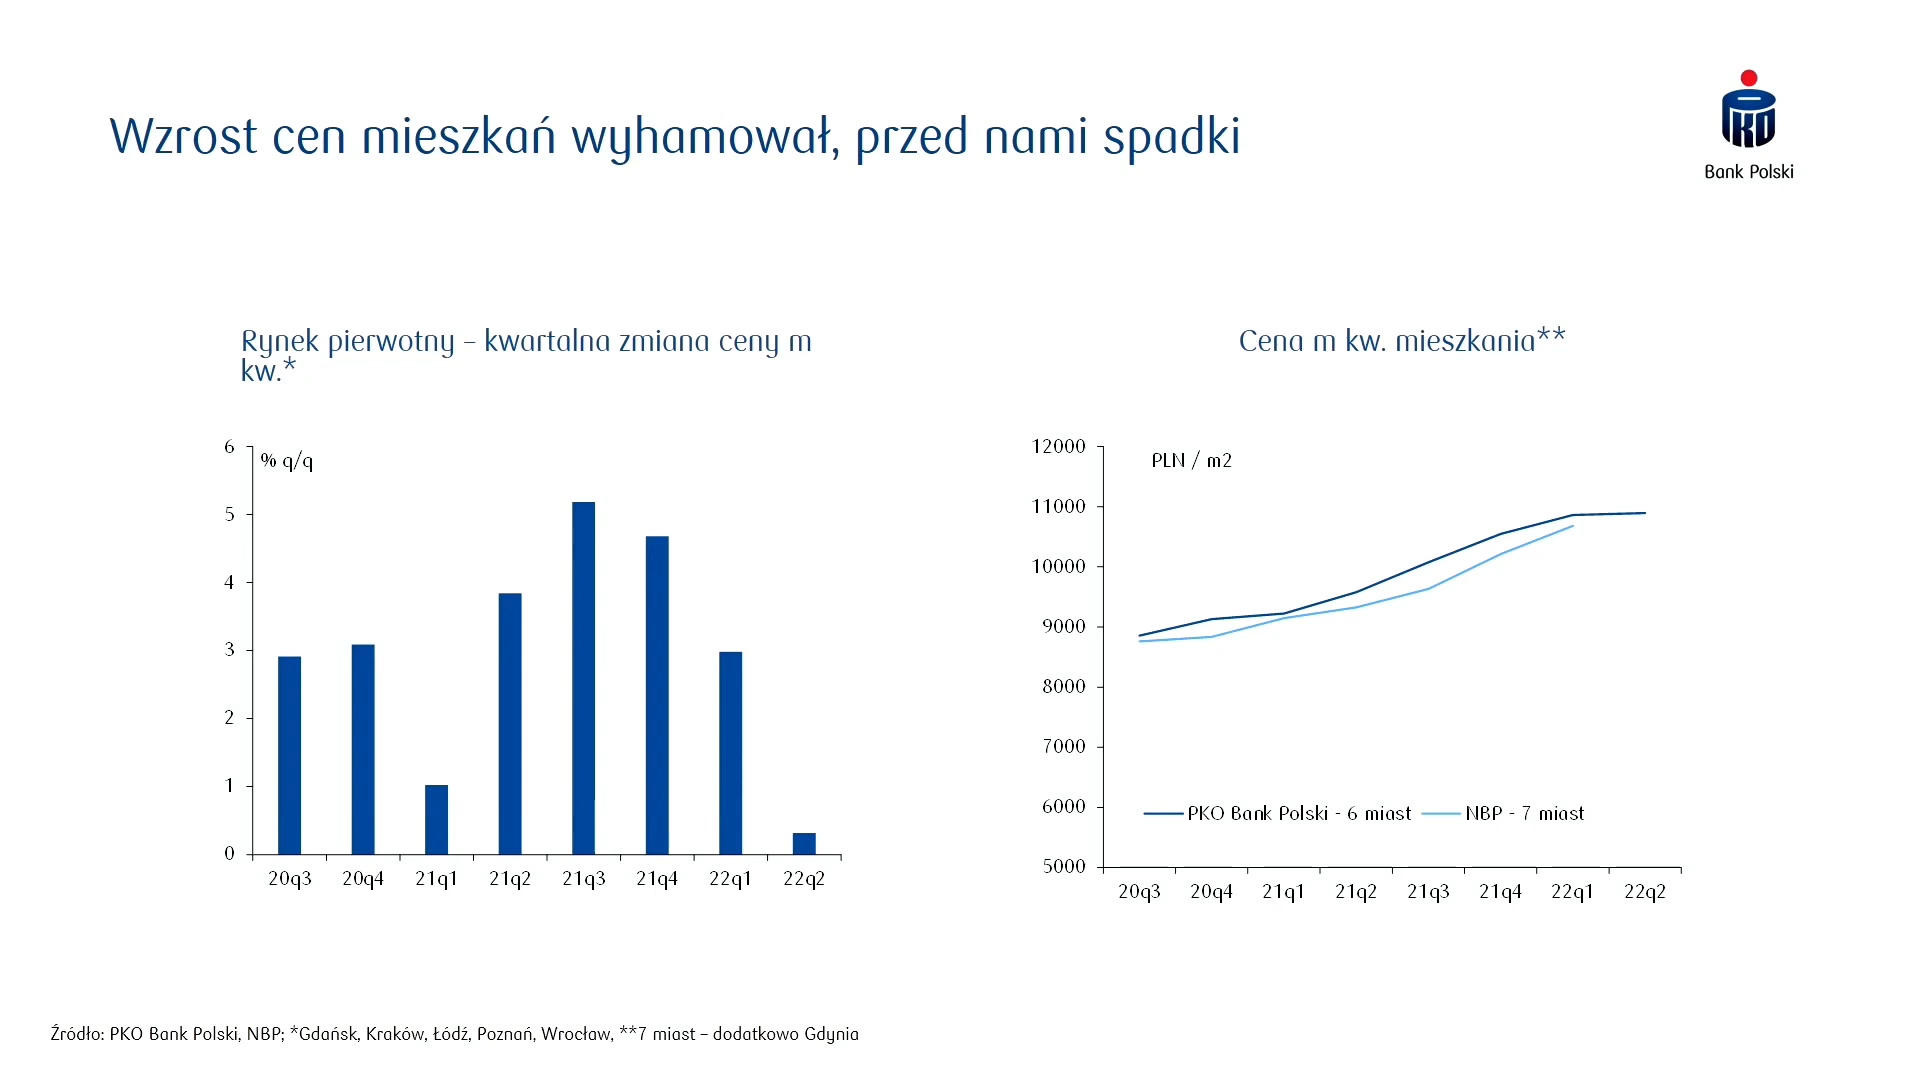 Wzrost cen mieszkań wyhamował, przed nami spadki
PKO
Bank Polski
Rynek pierwotny – kwartalna zmiana ceny m
kw.*
% q/q
6
5
4
3
2
1
0
20q3 20q4 21q1 21q2 21q3 21q4 22q1 22q2
Cena m kw. mieszkania**
PLN / m2
12000
11000
10000
9000
8000
7000
6000
5000
PKO Bank Polski - 6 miast NBP - 7 miast
20q3 20q4 21q1 21q2 21q3 21q4 22q1 22q2
Źródło: PKO Bank Polski, NBP; *Gdańsk, Kraków, Łódź, Poznań, Wrocław, **7 miast – dodatkowo Gdynia